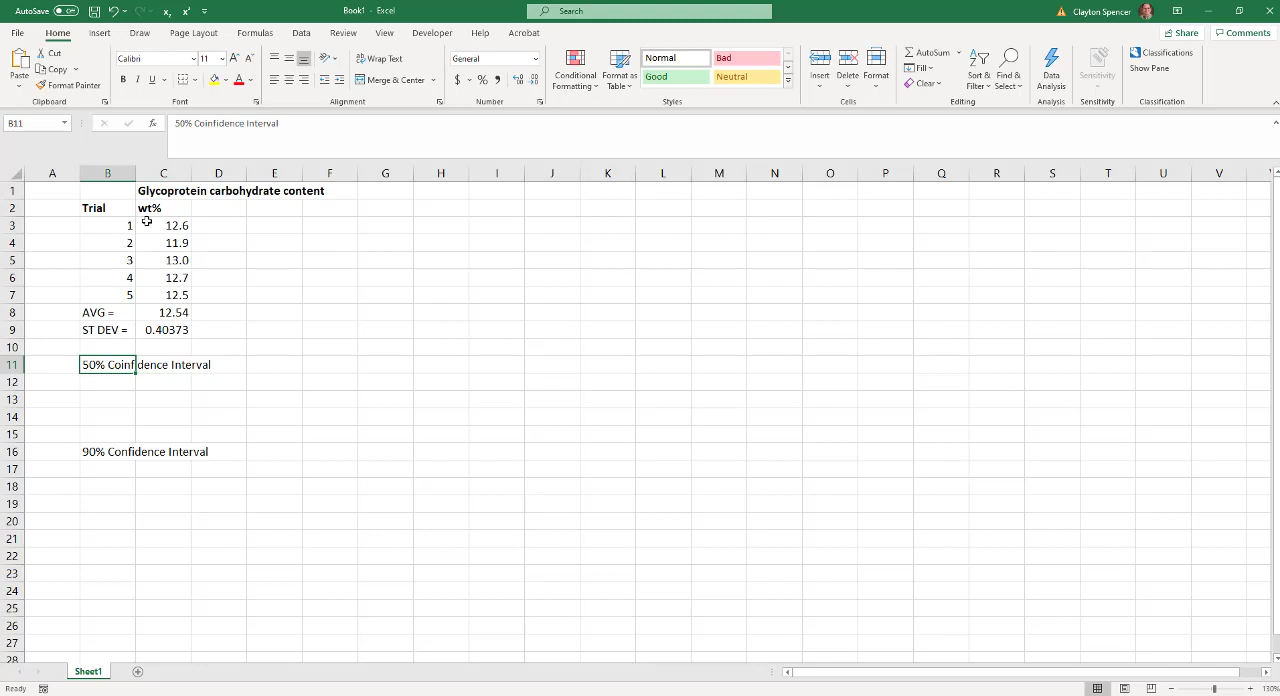 AutoSave Off Book1 - Excel Search Clayton Spencer
File Home Insert Draw Page Layout Formulas Data Review View Developer Help Acrobat Share Comments
Paste Cut Copy Format Painter Clipboard
Calibri 11 B I U A Font
Wrap Text Merge & Center Alignment
General $ % Number
Conditional Formatting Format as Table Normal Bad Good Neutral Styles
Insert Delete Format Cells
AutoSum Fill Clear Sort & Filter Find & Select Editing
Data Analysis Analysis
Sensitivity Sensitivity
Classifications Show Pane Classification
B11 fx 50% Coinfidence Interval
A B C D E F G H I J K L M N O P Q R S T U V
1 Glycoprotein carbohydrate content
2 Trial wt%
3 1 12.6
4 2 11.9
5 3 13.0
6 4 12.7
7 5 12.5
8 AVG = 12.54
9 ST DEV = 0.40373
10
11 50% Coinfidence Interval
12
13
14
15
16 90% Confidence Interval
17
18
19
20
21
22
23
24
25
26
27
28
Sheet1
Ready 130%